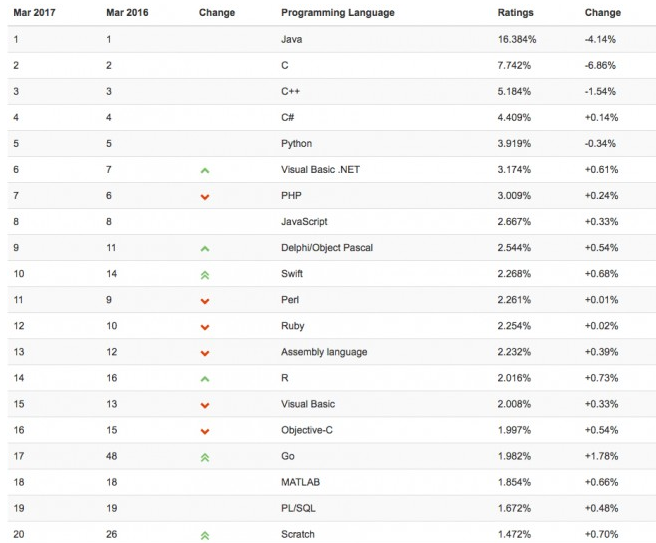 Mar 2017 Mar 2016 Change Programming Language Ratings Change
1 1 Java 16.384% -4.14%
2 2 C 7.742% -6.86%
3 3 C++ 5.184% -1.54%
4 4 C# 4.409% +0.14%
5 5 Python 3.919% -0.34%
6 7 Visual Basic .NET 3.174% +0.61%
7 6 PHP 3.009% +0.24%
8 8 JavaScript 2.667% +0.33%
9 11 Delphi/Object Pascal 2.544% +0.54%
10 14 Swift 2.268% +0.68%
11 9 Perl 2.261% +0.01%
12 10 Ruby 2.254% +0.02%
13 12 Assembly language 2.232% +0.39%
14 16 R 2.016% +0.73%
15 13 Visual Basic 2.008% +0.33%
16 15 Objective-C 1.997% +0.54%
17 48 Go 1.982% +1.78%
18 18 MATLAB 1.854% +0.66%
19 19 PL/SQL 1.672% +0.48%
20 26 Scratch 1.472% +0.70%